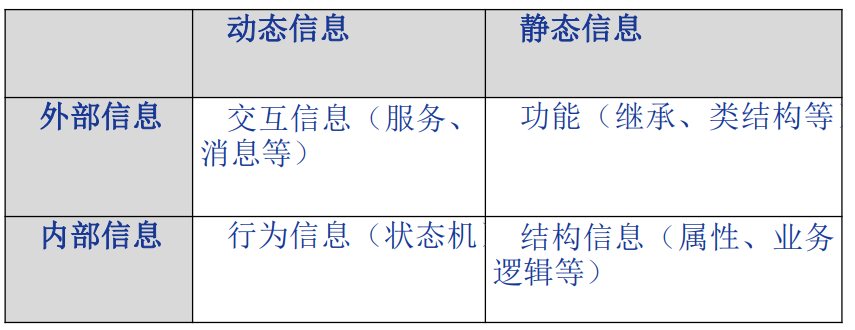 动态信息 静态信息
外部信息 交互信息（服务、 功能（继承、类结构等
消息等）
内部信息 行为信息（状态机 结构信息（属性、业务
逻辑等）